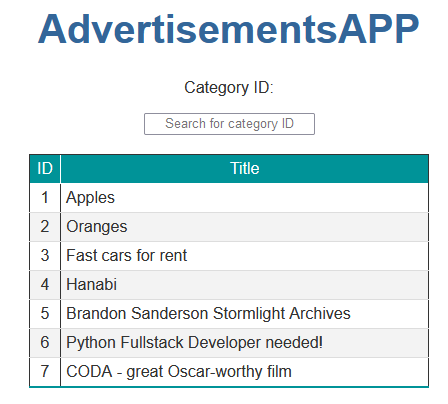 AdvertisementsAPP
Category ID:
Search for category ID
ID Title
1 Apples
2 Oranges
3 Fast cars for rent
4 Hanabi
5 Brandon Sanderson Stormlight Archives
6 Python Fullstack Developer needed!
7 CODA - great Oscar-worthy film